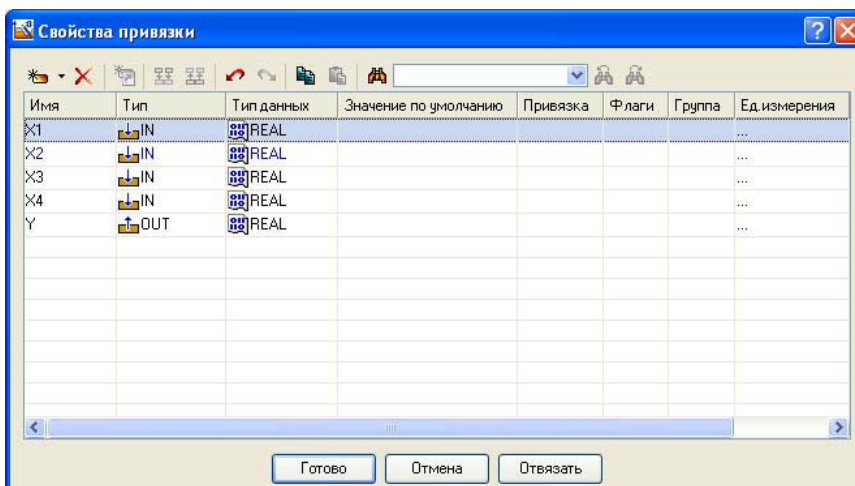 Свойства привязки
Имя Тип Тип данных Значение по умолчанию Привязка Флаги Группа Ед.измерения
X1 IN REAL ...
X2 IN REAL ...
X3 IN REAL ...
X4 IN REAL ...
Y OUT REAL ...
Готово Отмена Отвязать